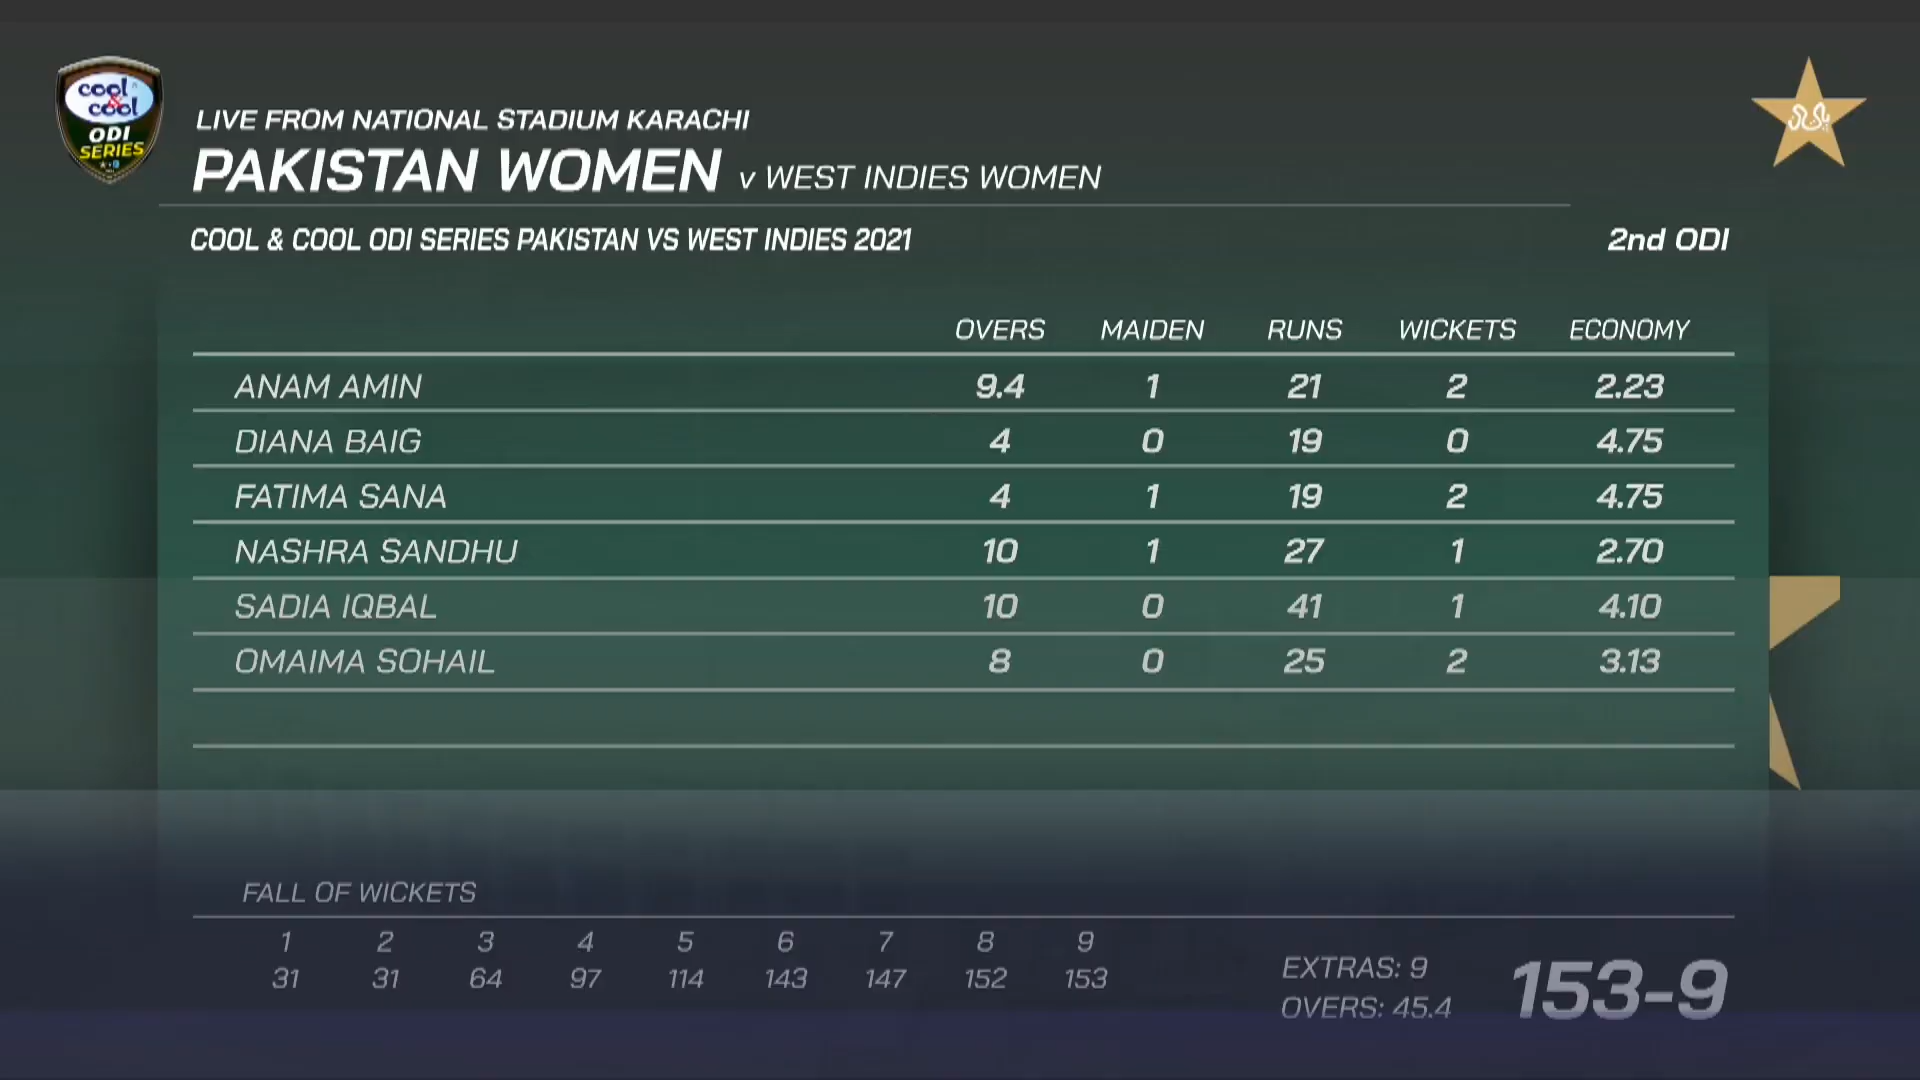 cool & cool
ODI
SERIES
LIVE FROM NATIONAL STADIUM KARACHI
PAKISTAN WOMEN v WEST INDIES WOMEN
COOL & COOL ODI SERIES PAKISTAN VS WEST INDIES 2021 2nd ODI
OVERS MAIDEN RUNS WICKETS ECONOMY
ANAM AMIN 9.4 1 21 2 2.23
DIANA BAIG 4 0 19 0 4.75
FATIMA SANA 4 1 19 2 4.75
NASHRA SANDHU 10 1 27 1 2.70
SADIA IQBAL 10 0 41 1 4.10
OMAIMA SOHAIL 8 0 25 2 3.13
FALL OF WICKETS
1 2 3 4 5 6 7 8 9
31 31 64 97 114 143 147 152 153
EXTRAS: 9
OVERS: 45.4
153-9